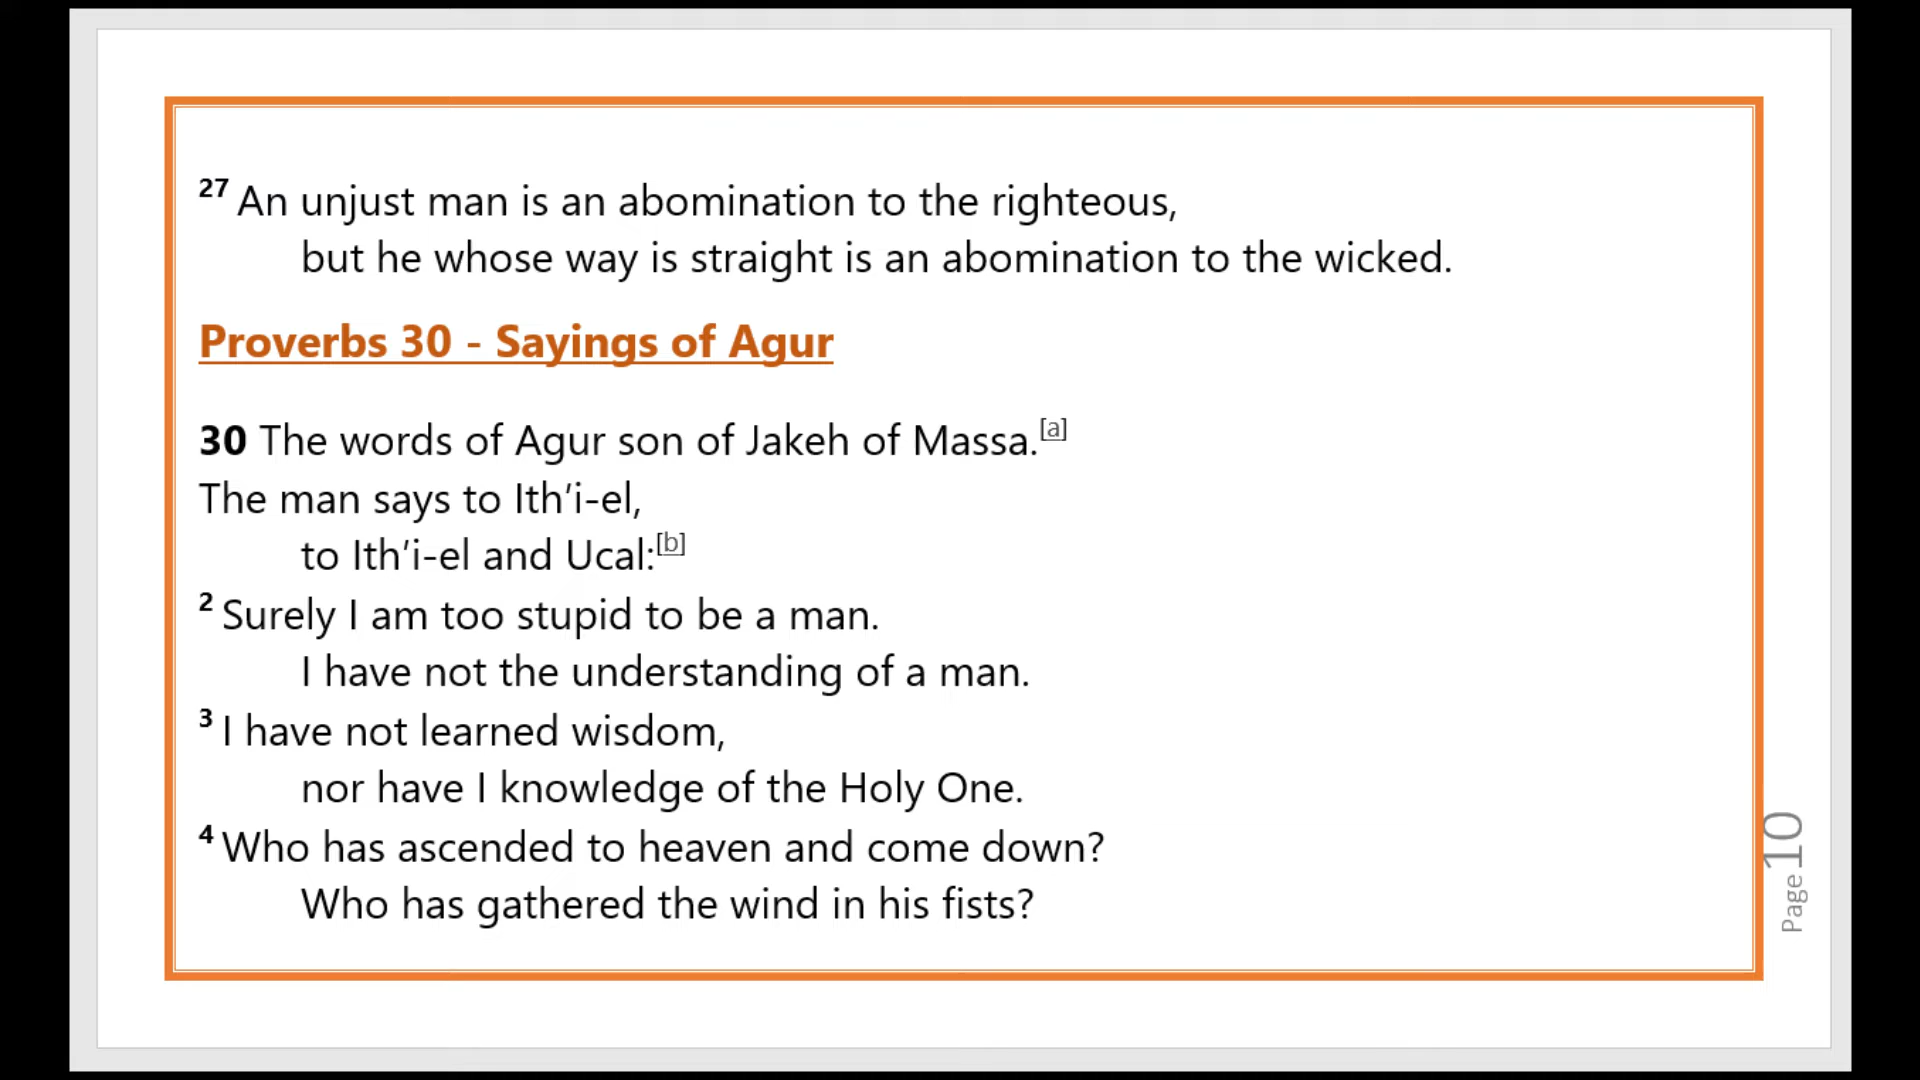 27 An unjust man is an abomination to the righteous,
but he whose way is straight is an abomination to the wicked.
Proverbs 30 - Sayings of Agur
30 The words of Agur son of Jakeh of Massa.[a]
The man says to Ith′i-el,
to Ith′i-el and Ucal:[b]
2 Surely I am too stupid to be a man.
I have not the understanding of a man.
3 I have not learned wisdom,
nor have I knowledge of the Holy One.
4 Who has ascended to heaven and come down?
Who has gathered the wind in his fists?
Page 10